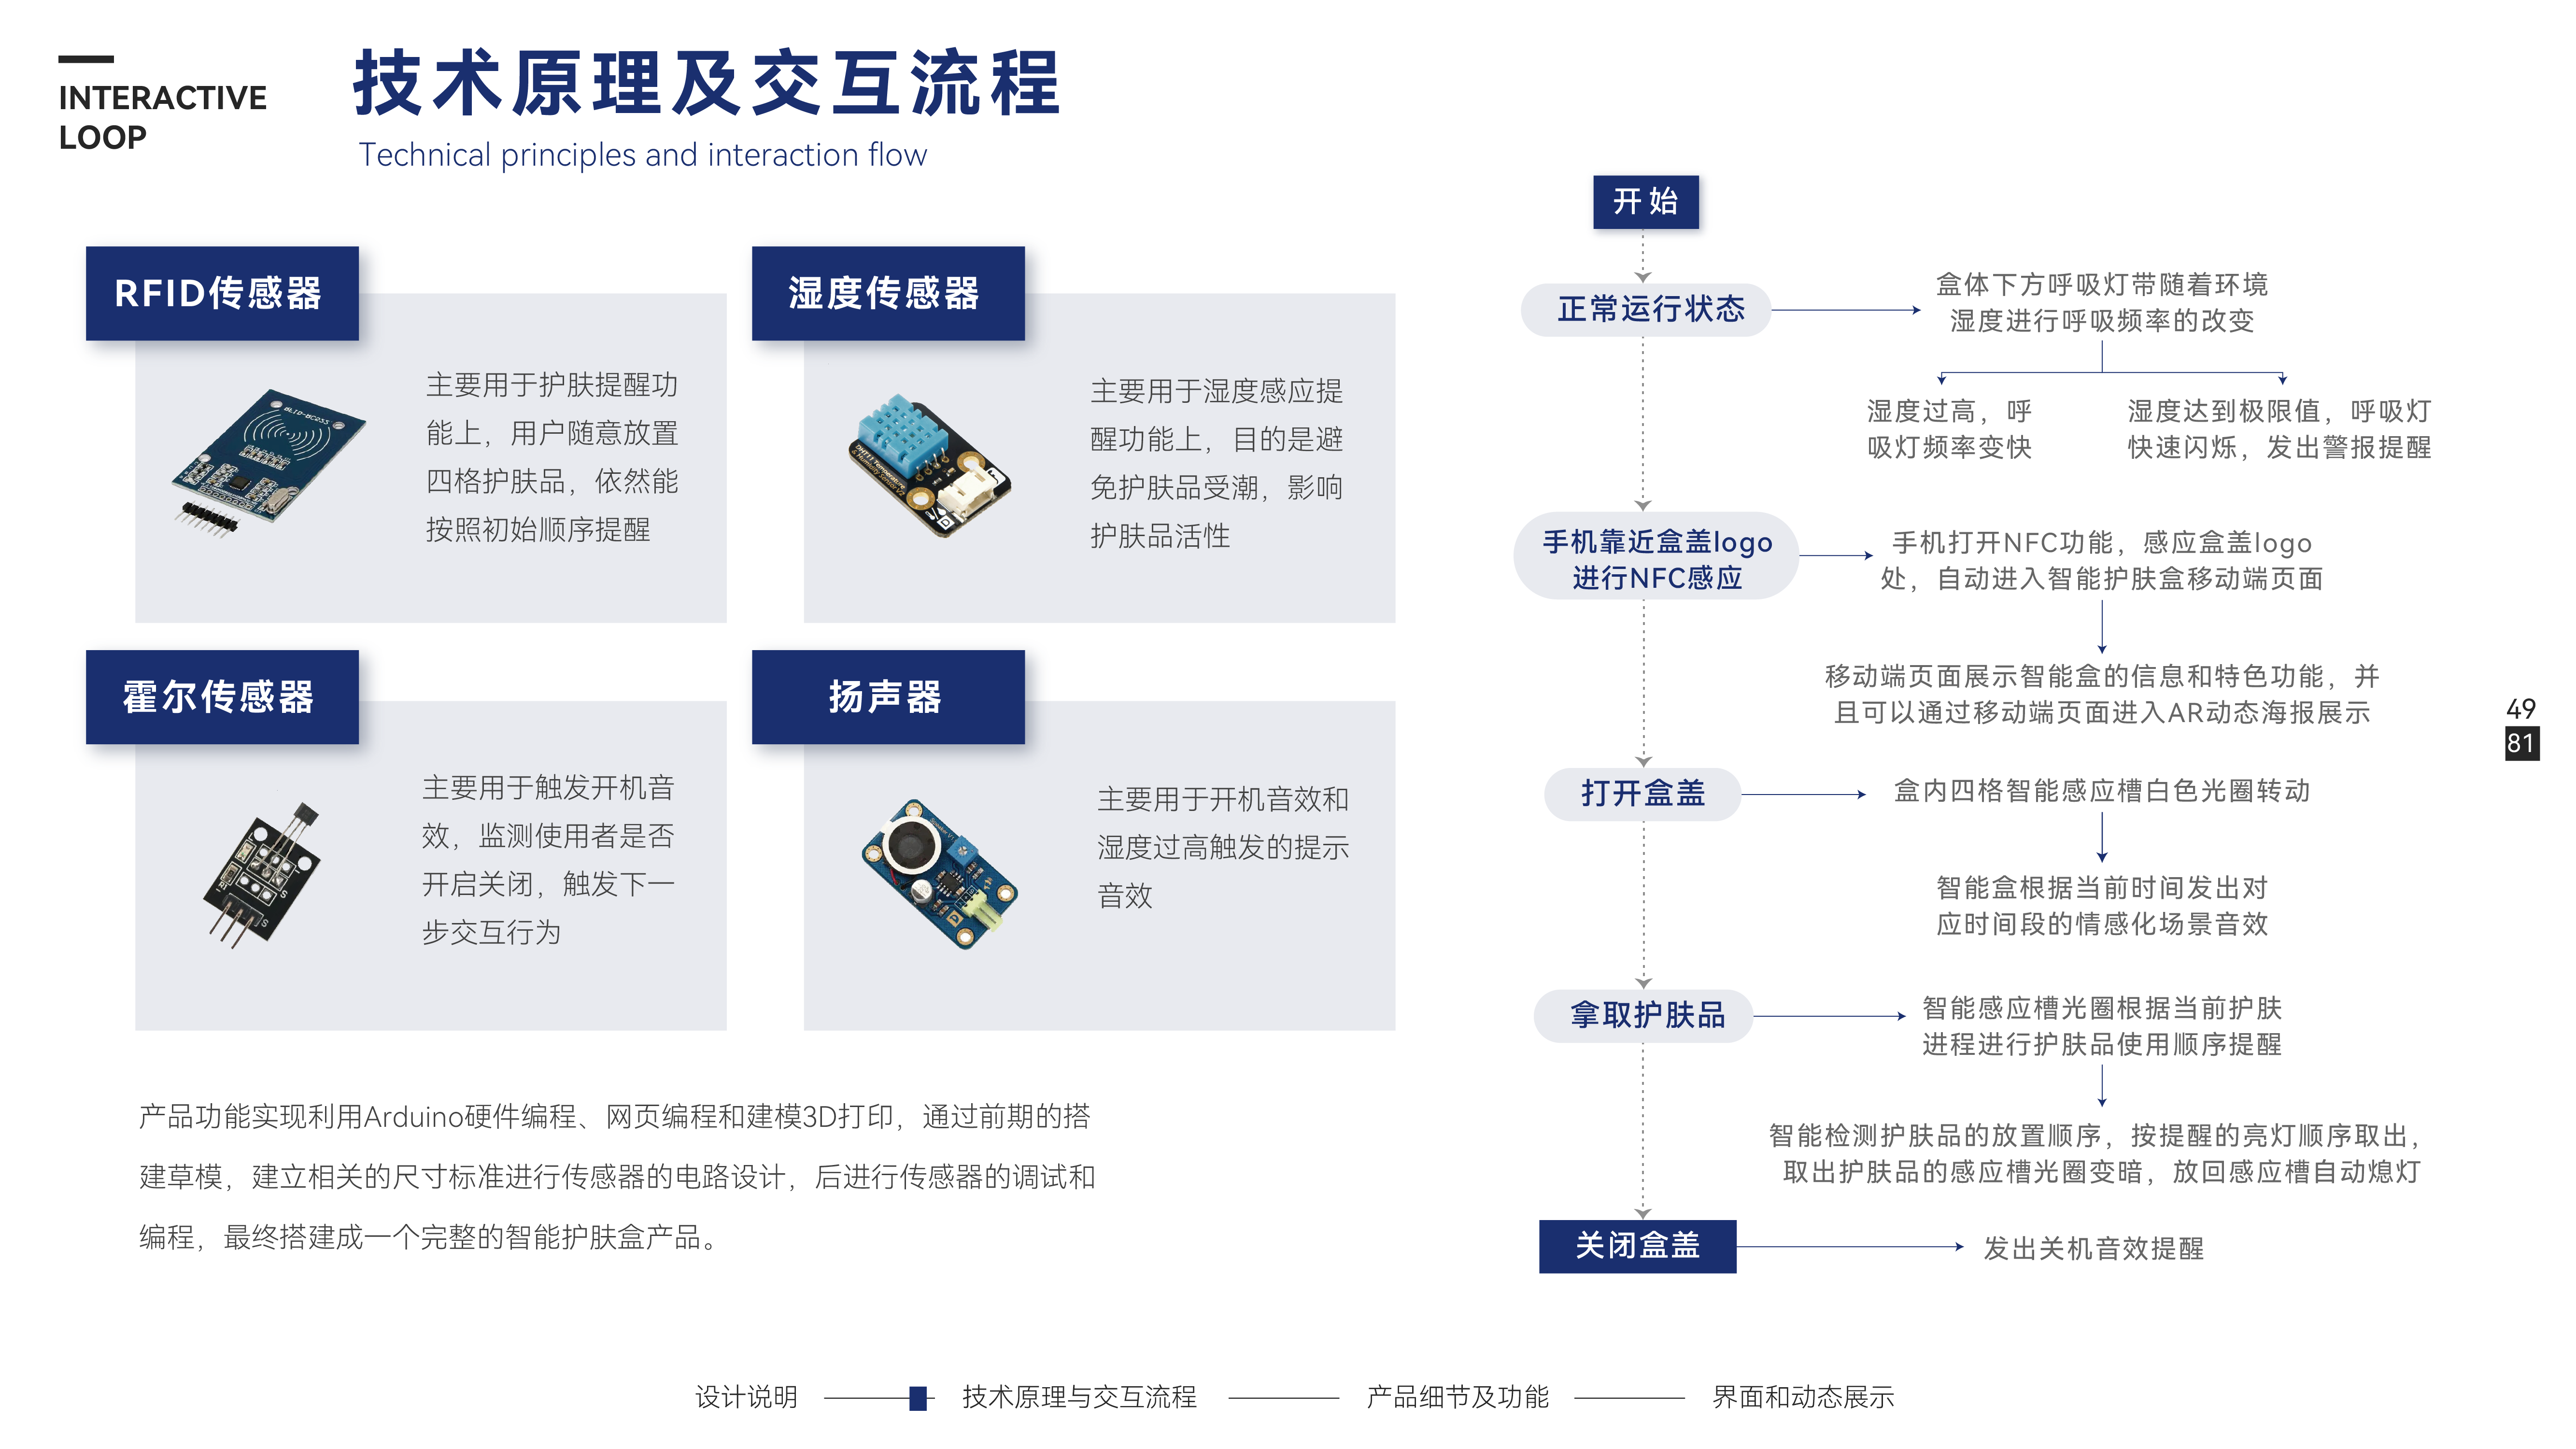 INTERACTIVE
LOOP
技术原理及交互流程
Technical principles and interaction flow
RFID传感器
主要用于护肤提醒功
能上，用户随意放置
四格护肤品，依然能
按照初始顺序提醒
湿度传感器
主要用于湿度感应提
醒功能上，目的是避
免护肤品受潮，影响
护肤品活性
霍尔传感器
主要用于触发开机音
效，监测使用者是否
开启关闭，触发下一
步交互行为
扬声器
主要用于开机音效和
湿度过高触发的提示
音效
产品功能实现利用Arduino硬件编程、网页编程和建模3D打印，通过前期的搭
建草模，建立相关的尺寸标准进行传感器的电路设计，后进行传感器的调试和
编程，最终搭建成一个完整的智能护肤盒产品。
开始
正常运行状态
盒体下方呼吸灯带随着环境
湿度进行呼吸频率的改变
湿度过高，呼
吸灯频率变快
湿度达到极限值，呼吸灯
快速闪烁，发出警报提醒
手机靠近盒盖logo
进行NFC感应
手机打开NFC功能，感应盒盖logo
处，自动进入智能护肤盒移动端页面
移动端页面展示智能盒的信息和特色功能，并
且可以通过移动端页面进入AR动态海报展示
打开盒盖
盒内四格智能感应槽白色光圈转动
智能盒根据当前时间发出对
应时间段的情感化场景音效
拿取护肤品
智能感应槽光圈根据当前护肤
进程进行护肤品使用顺序提醒
智能检测护肤品的放置顺序，按提醒的亮灯顺序取出，
取出护肤品的感应槽光圈变暗，放回感应槽自动熄灯
关闭盒盖
发出关机音效提醒
49
81
设计说明
技术原理与交互流程
产品细节及功能
界面和动态展示